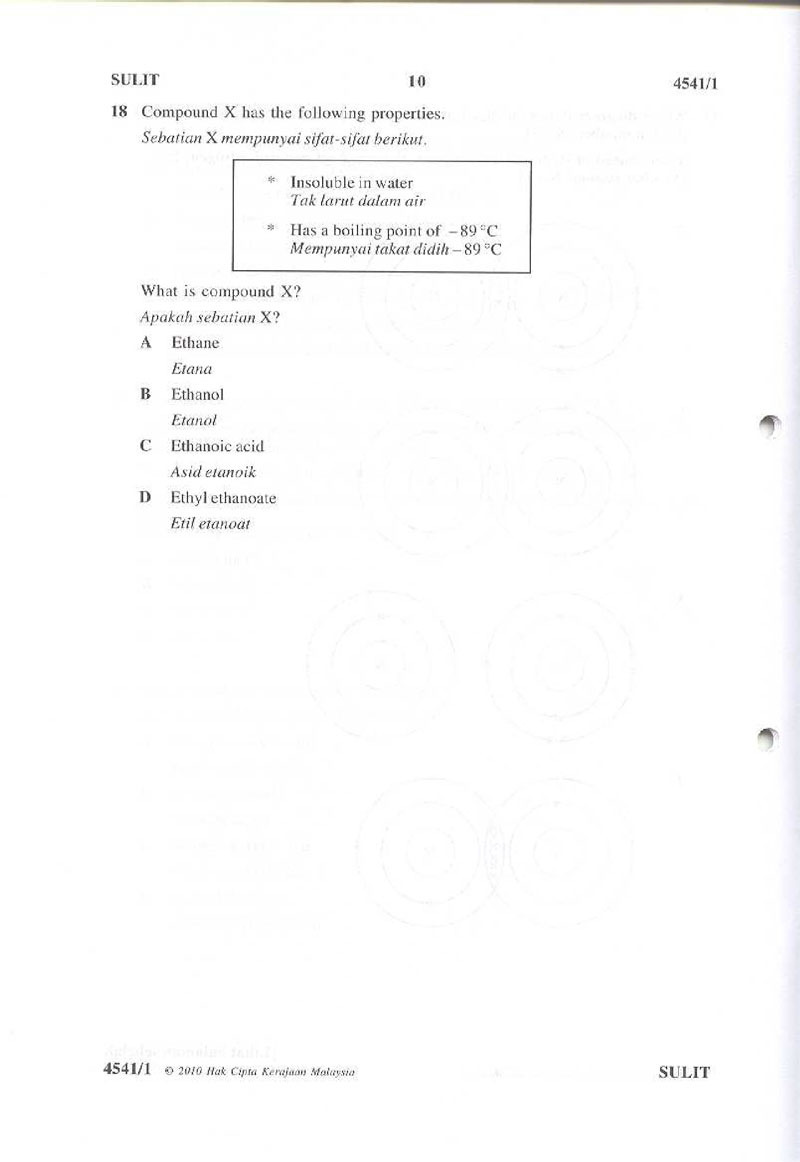 SULIT 10 4541/1
18 Compound X has the following properties.
Sebatian X mempunyai sifat-sifat berikut.
* Insoluble in water
Tak larut dalam air
* Has a boiling point of –89 °C
Mempunyai takat didih –89 °C
What is compound X?
Apakah sebatian X?
A Ethane
Etana
B Ethanol
Etanol
C Ethanoic acid
Asid etanoik
D Ethyl ethanoate
Etil etanoat
4541/1 © 2010 Hak Cipta Kerajaan Malaysia SULIT